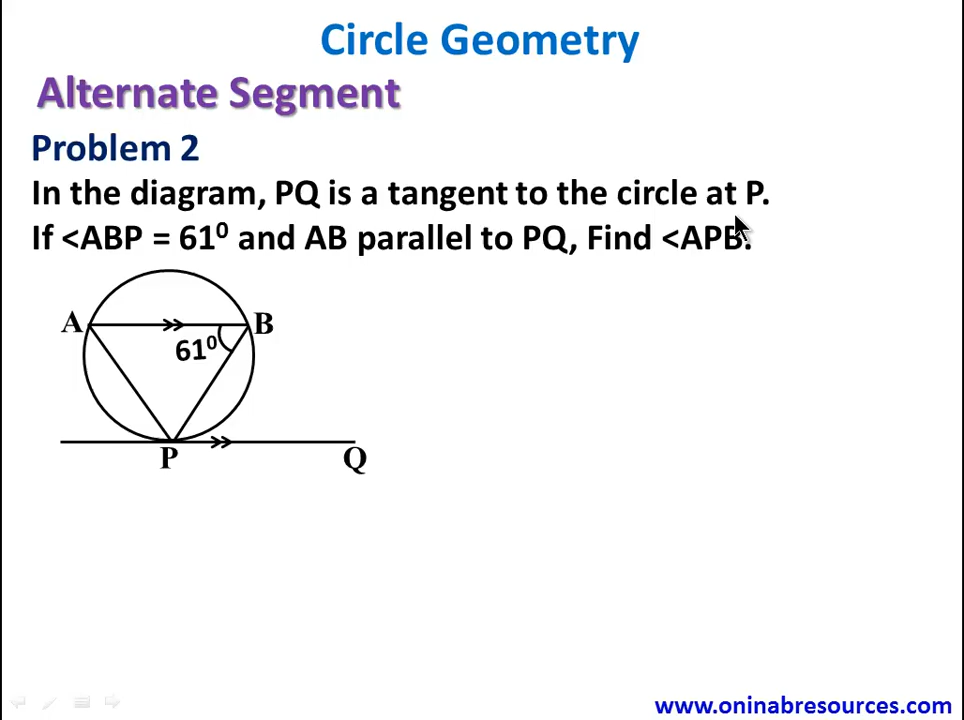 Circle Geometry
Alternate Segment
Problem 2
In the diagram, PQ is a tangent to the circle at P.
If <ABP = 61⁰ and AB parallel to PQ, Find <APB.
A
B
61⁰
P
Q
www.oninabresources.com